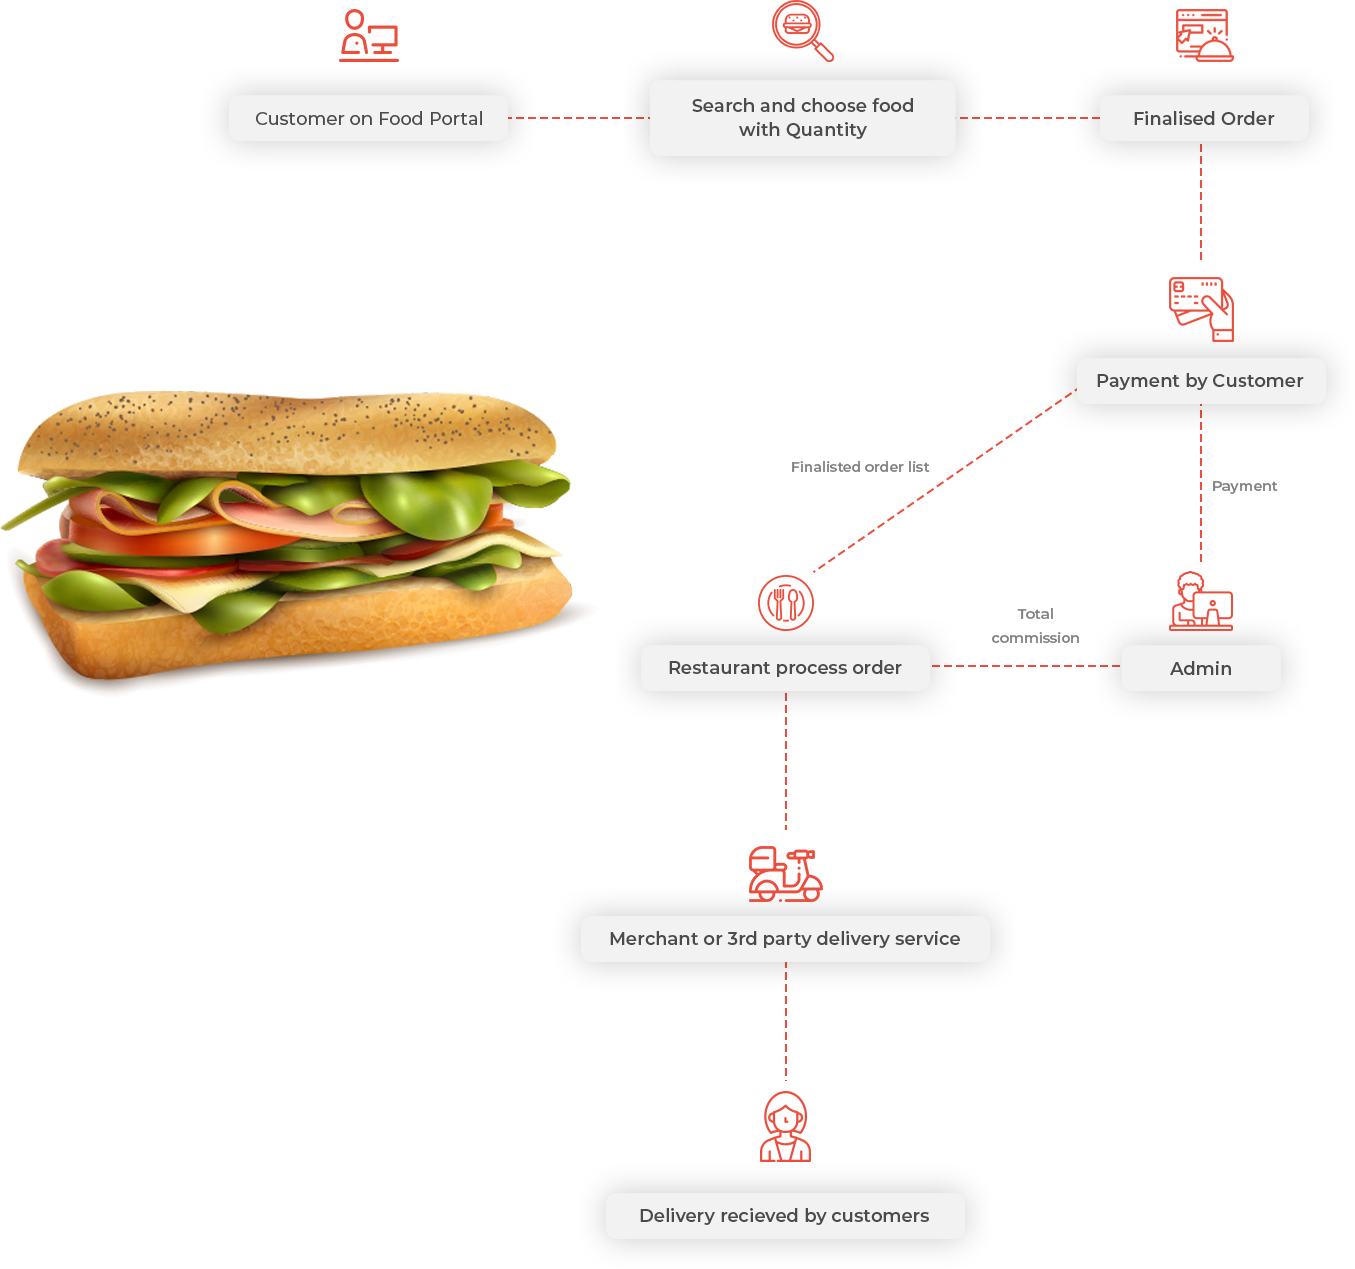 Customer on Food Portal
Search and choose food
with Quantity
Finalised Order
Payment by Customer
Finalisted order list
Payment
Total
commission
Restaurant process order
Admin
Merchant or 3rd party delivery service
Delivery recieved by customers